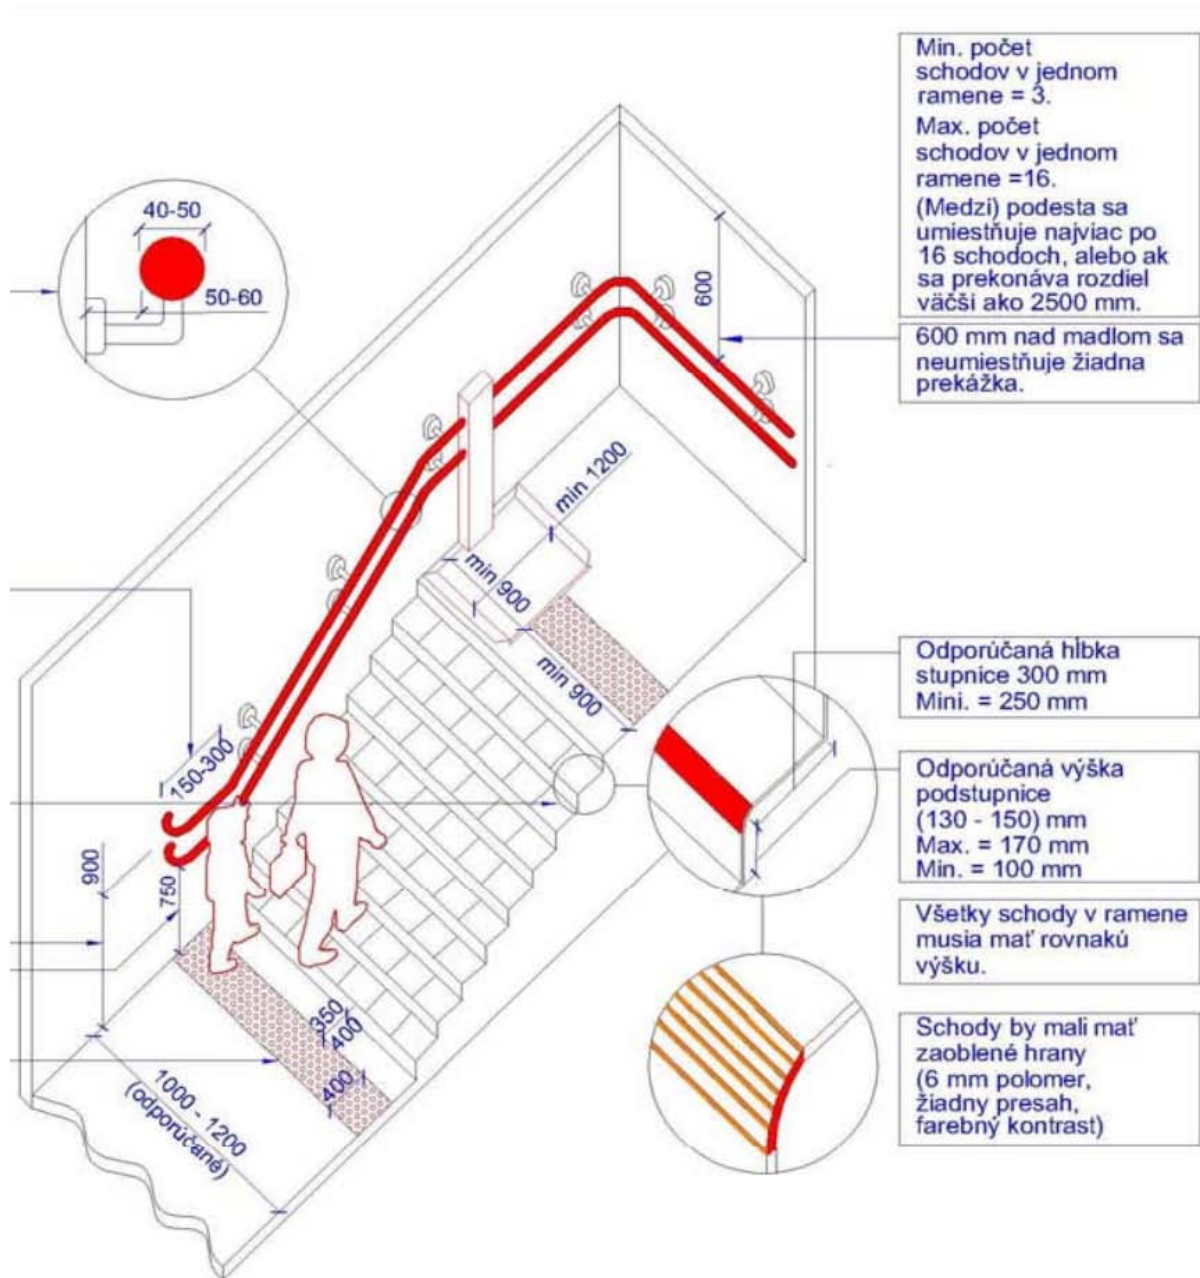 Min. počet
schodov v jednom
ramene = 3.
Max. počet
schodov v jednom
ramene =16.
(Medzi) podesta sa
umiestňuje najviac po
16 schodoch, alebo ak
sa prekonáva rozdiel
väčší ako 2500 mm.
600 mm nad madlom sa
neumiestňuje žiadna
prekážka.
40-50
50-60
600
min 1200
min 900
min 900
150-300
900
750
350
400
400
1000 - 1200
(odporúčané)
Odporúčaná hĺbka
stupnice 300 mm
Mini. = 250 mm
Odporúčaná výška
podstupnice
(130 - 150) mm
Max. = 170 mm
Min. = 100 mm
Všetky schody v ramene
musia mať rovnakú
výšku.
Schody by mali mať
zaoblené hrany
(6 mm polomer,
žiadny presah,
farebný kontrast)